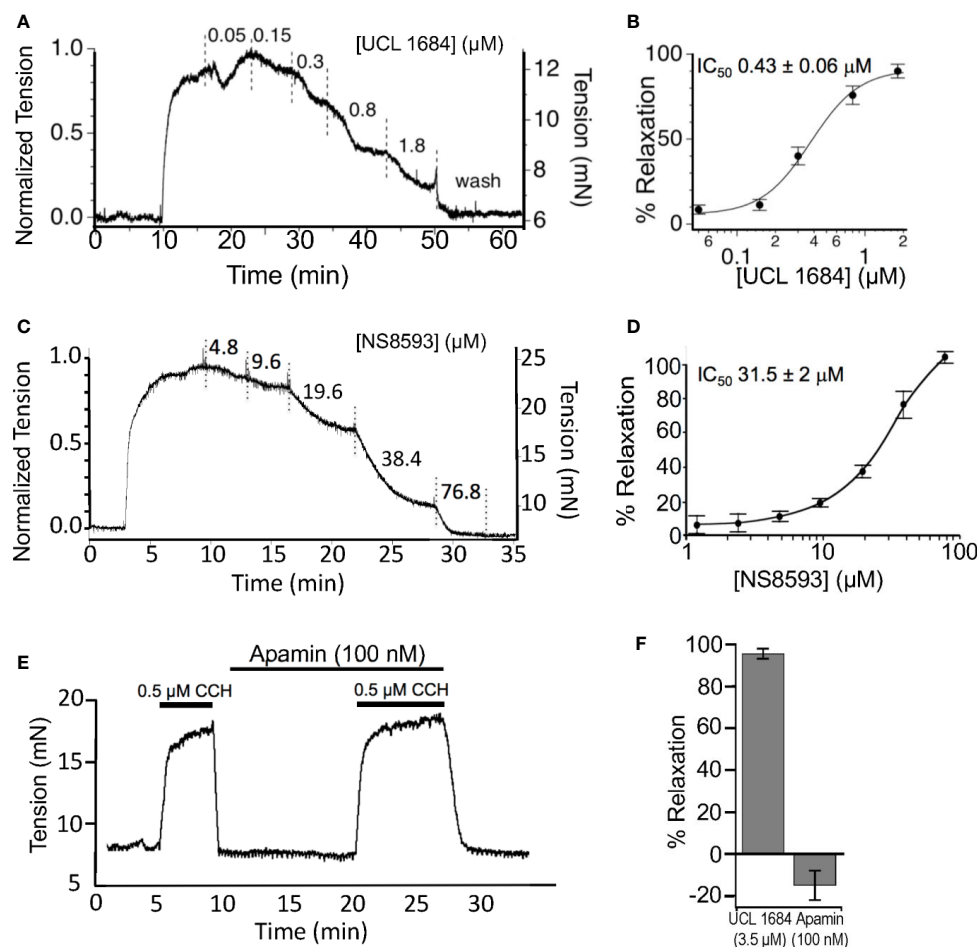 A
[UCL 1684] (µM)
0.05
0.15
0.3
0.8
1.8
wash
Normalized Tension
1.0
0.5
0.0
Tension (mN)
12
10
8
6
0 10 20 30 40 50 60
Time (min)
B
IC50 0.43 ± 0.06 µM
% Relaxation
100
50
0
6 0.1 2 4 6 1 2
[UCL 1684] (µM)
C
[NS8593] (µM)
4.8
9.6
19.6
38.4
76.8
Normalized Tension
1.0
0.5
0.0
Tension (mN)
25
20
15
10
0 5 10 15 20 25 30 35
Time (min)
D
IC50 31.5 ± 2 µM
% Relaxation
100
80
60
40
20
0
1 10 100
[NS8593] (µM)
E
Apamin (100 nM)
0.5 µM CCH
0.5 µM CCH
Tension (mN)
20
15
10
5
0 5 10 15 20 25 30
Time (min)
F
% Relaxation
100
80
60
40
20
0
-20
UCL 1684 Apamin
(3.5 µM) (100 nM)